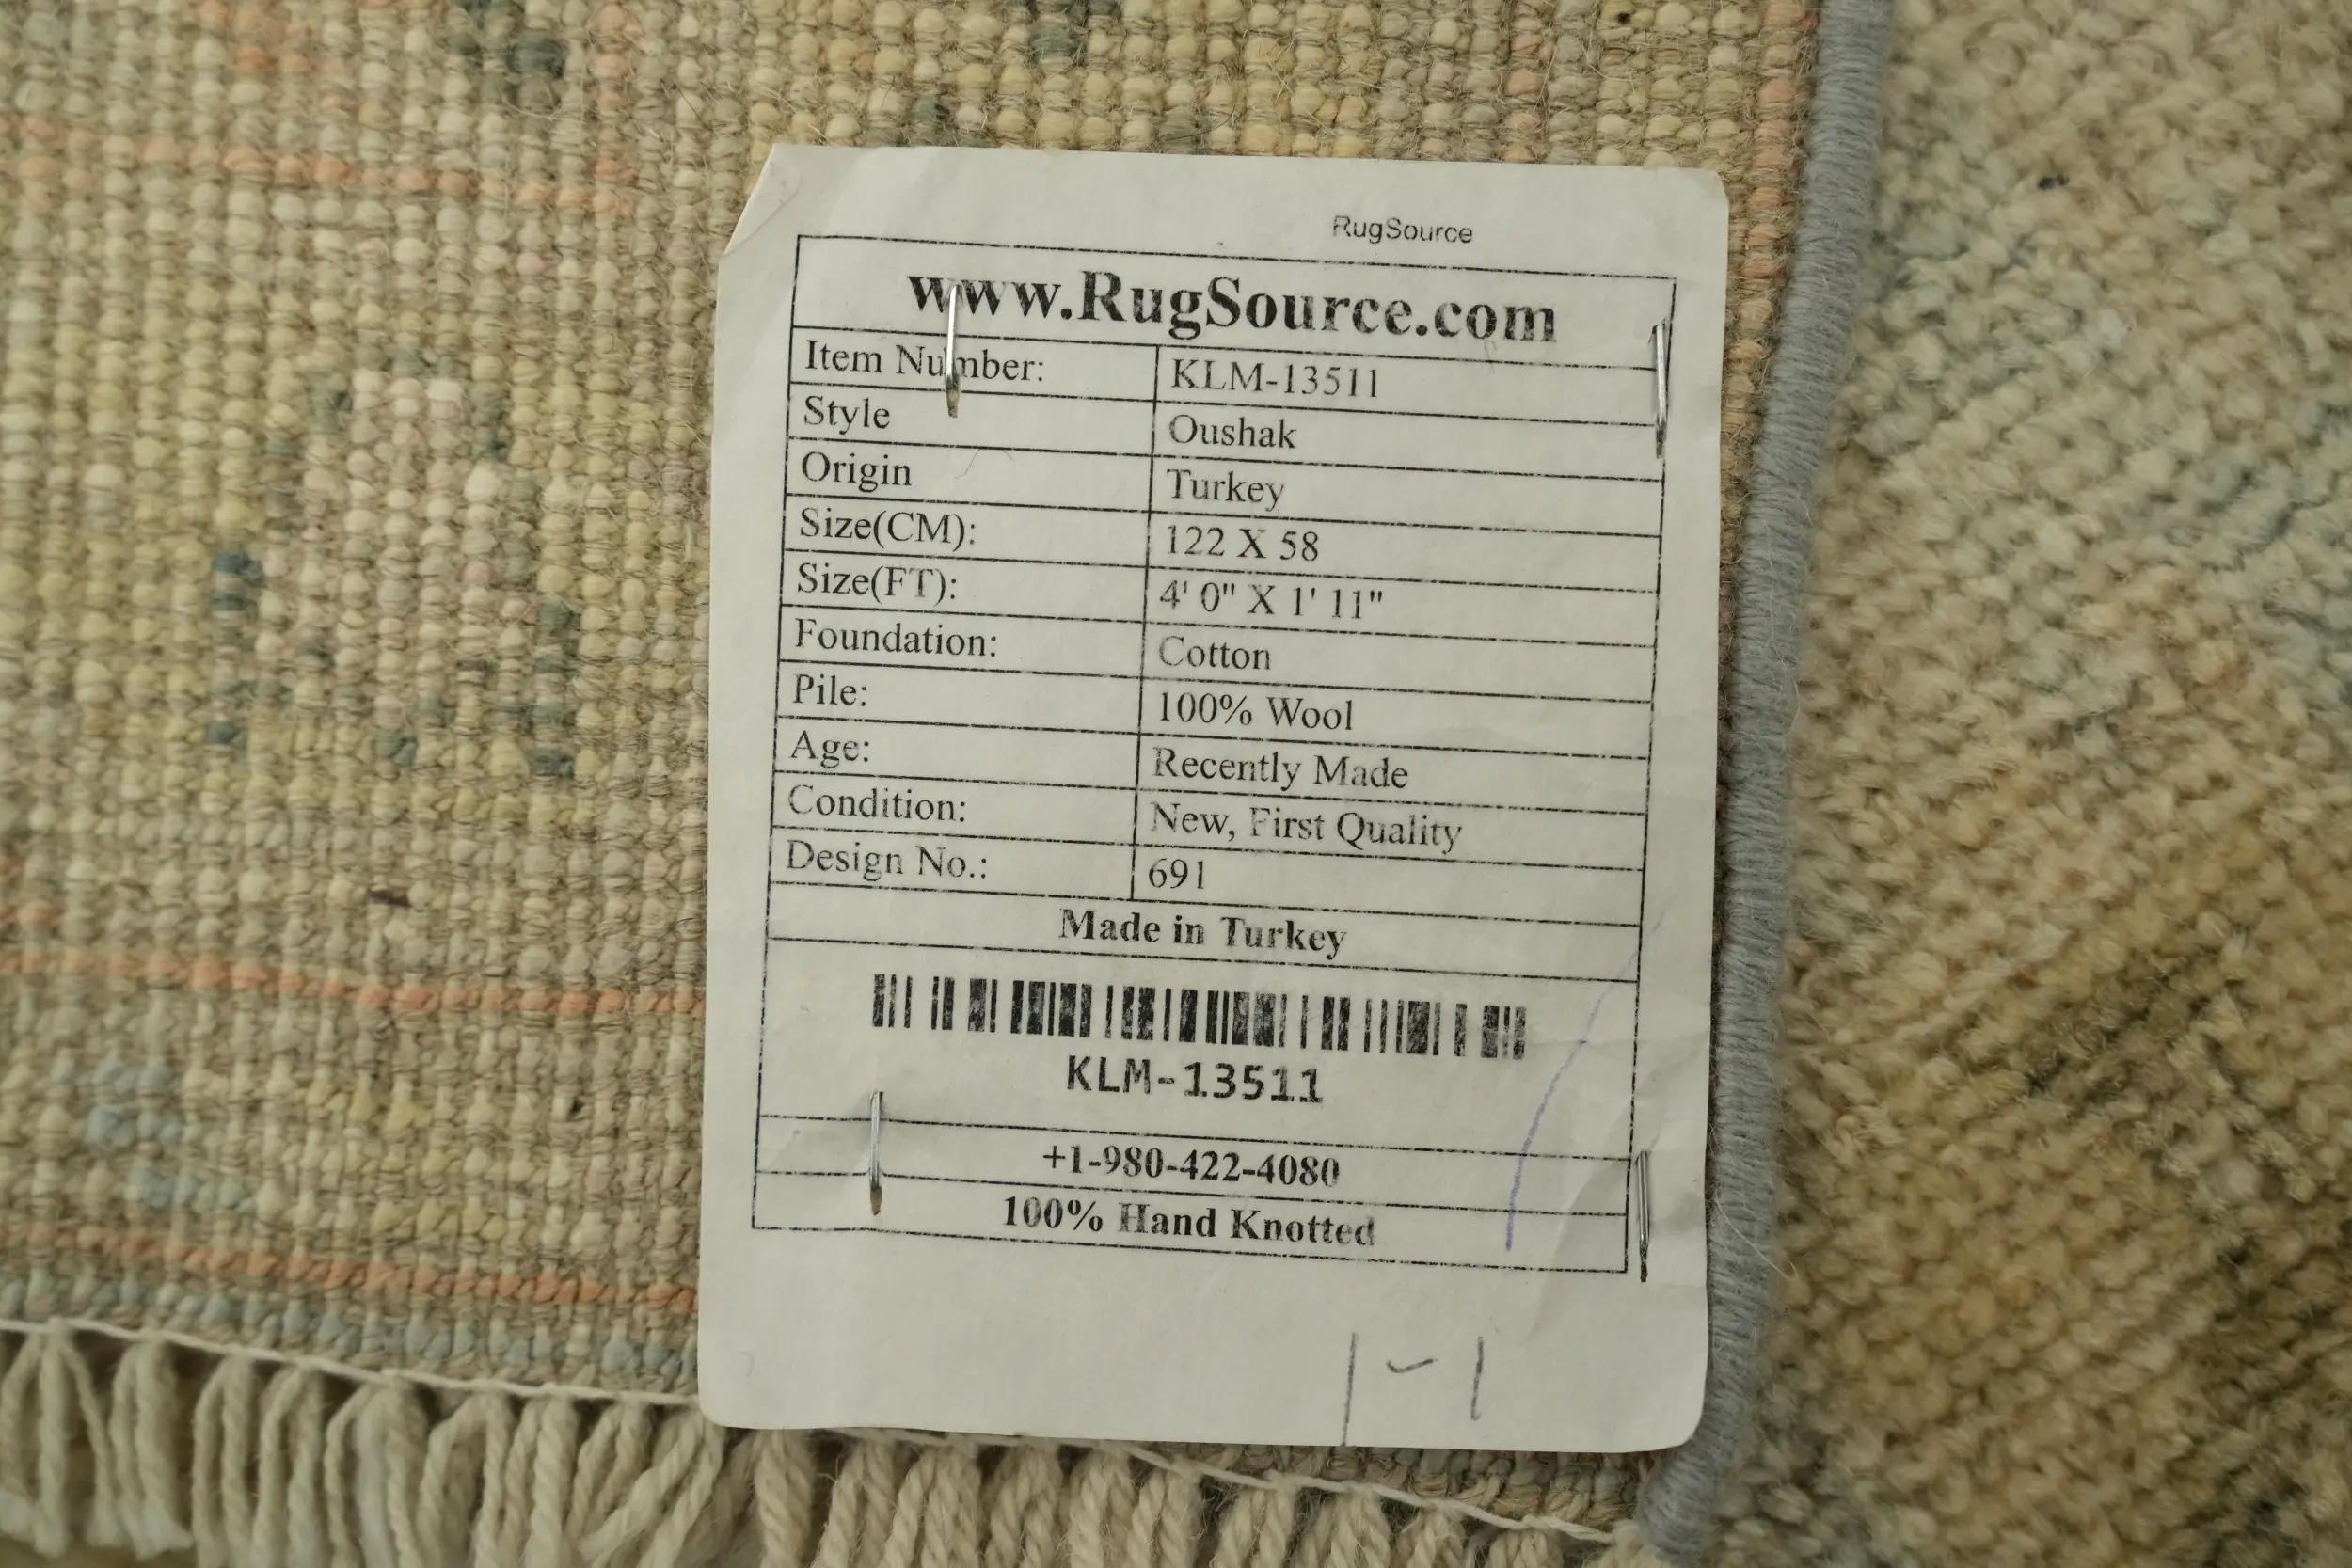 RugSource
www.RugSource.com
Item Number: KLM-13511
Style Oushak
Origin Turkey
Size(CM): 122 X 58
Size(FT): 4' 0" X 1' 11"
Foundation: Cotton
Pile: 100% Wool
Age: Recently Made
Condition: New, First Quality
Design No.: 691
Made in Turkey
KLM-13511
+1-980-422-4080
100% Hand Knotted
1-1